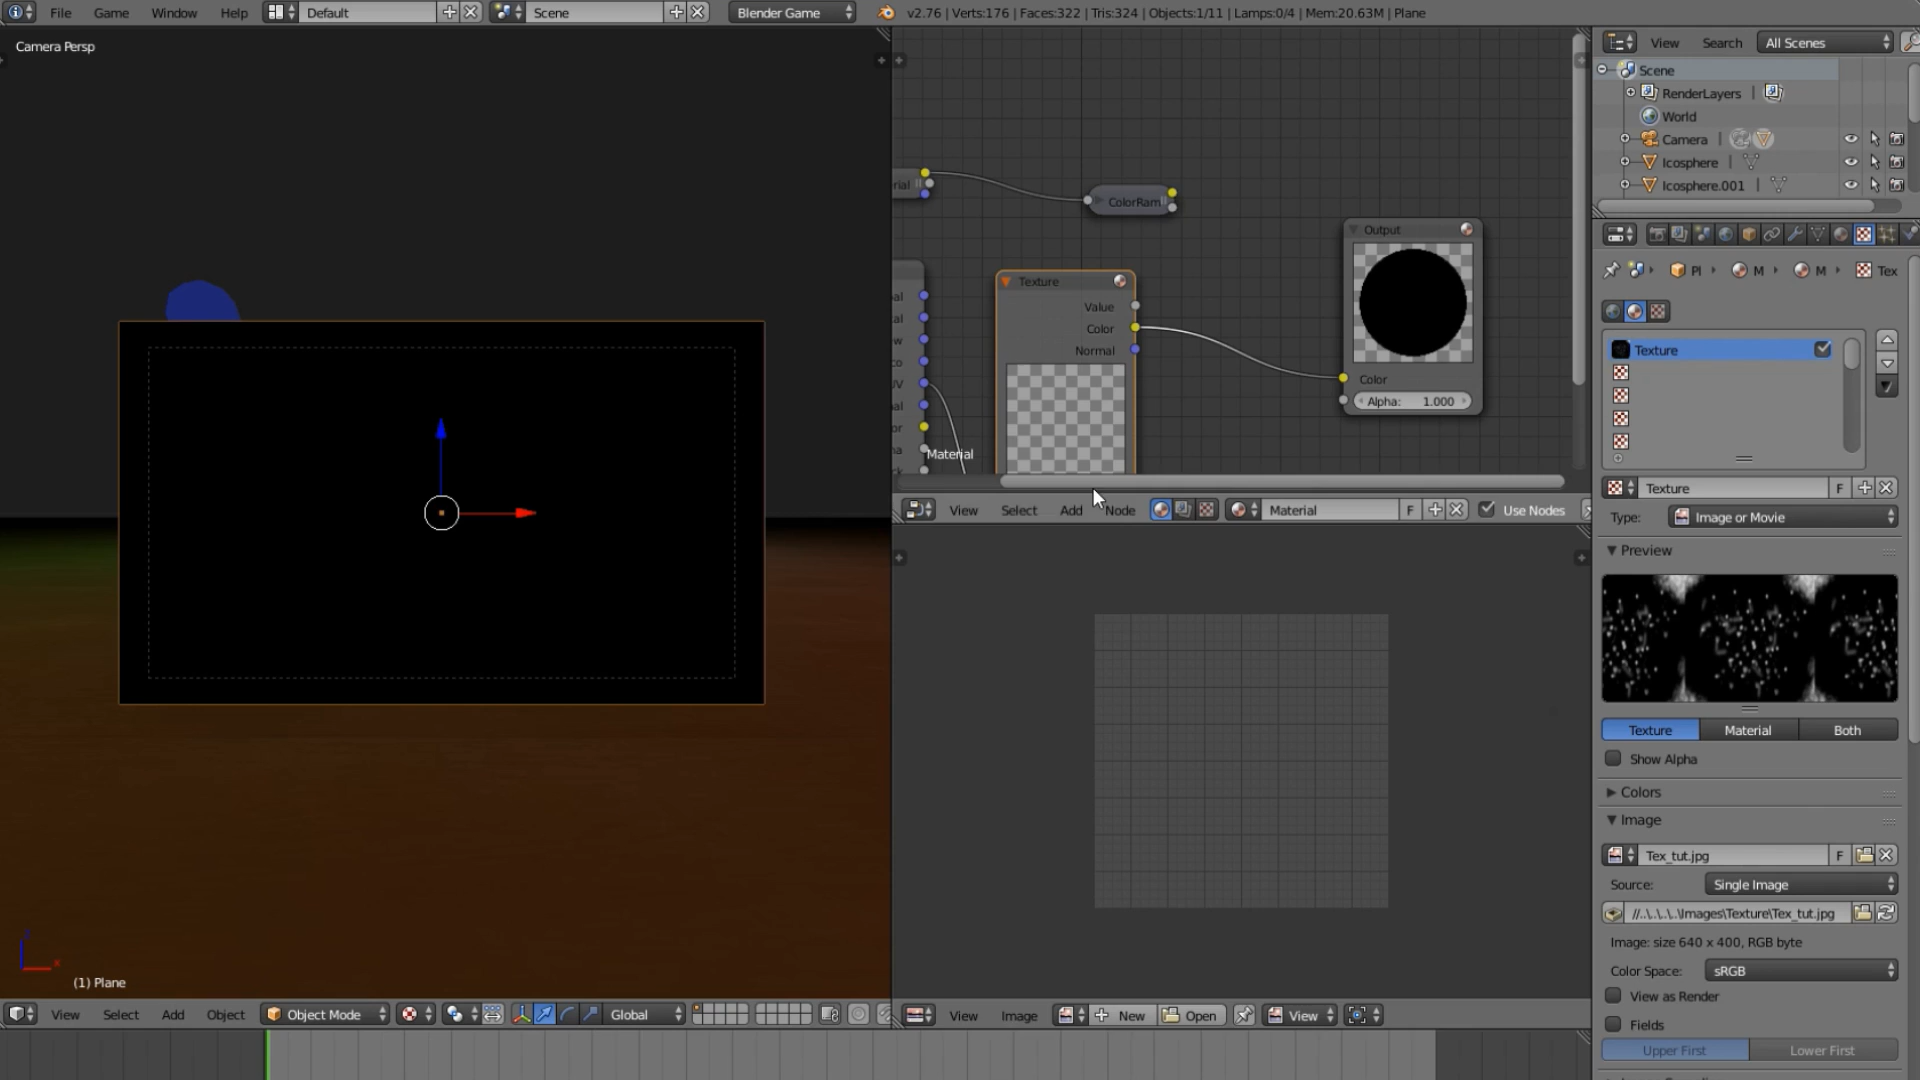 File Game Window Help Default Scene Blender Game v2.76 | Verts:176 | Faces:322 | Tris:324 | Objects:1/11 | Lamps:0/4 | Mem:20.63M | Plane
Camera Persp
(1) Plane
View Select Add Object Object Mode Global
rial
ColorRam
Output
Color
Alpha: 1.000
Texture
Value
Color
Normal
Material
View Select Add Node Material F Use Nodes
View Image New Open View
View Search All Scenes
Scene
RenderLayers |
World
Camera |
Icosphere |
Icosphere.001 |
Pl M M Tex
Texture
Texture F
Type: Image or Movie
Preview
Texture Material Both
Show Alpha
Colors
Image
Tex_tut.jpg F
Source: Single Image
//..\..\..\..\Images\Texture\Tex_tut.jpg
Image: size 640 x 400, RGB byte
Color Space: sRGB
View as Render
Fields
Upper First Lower First